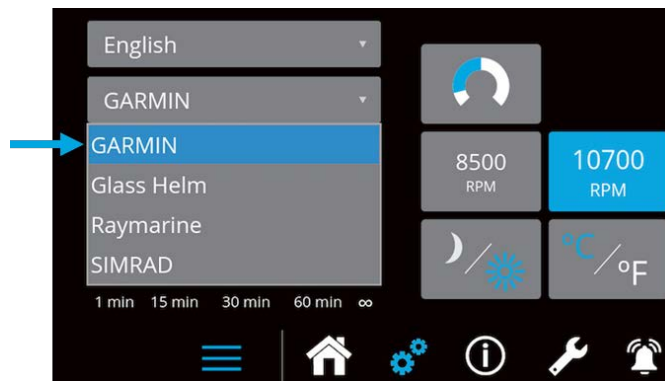 English
GARMIN
GARMIN
Glass Helm
Raymarine
SIMRAD
1 min 15 min 30 min 60 min ∞
8500
RPM
10700
RPM
°C/°F